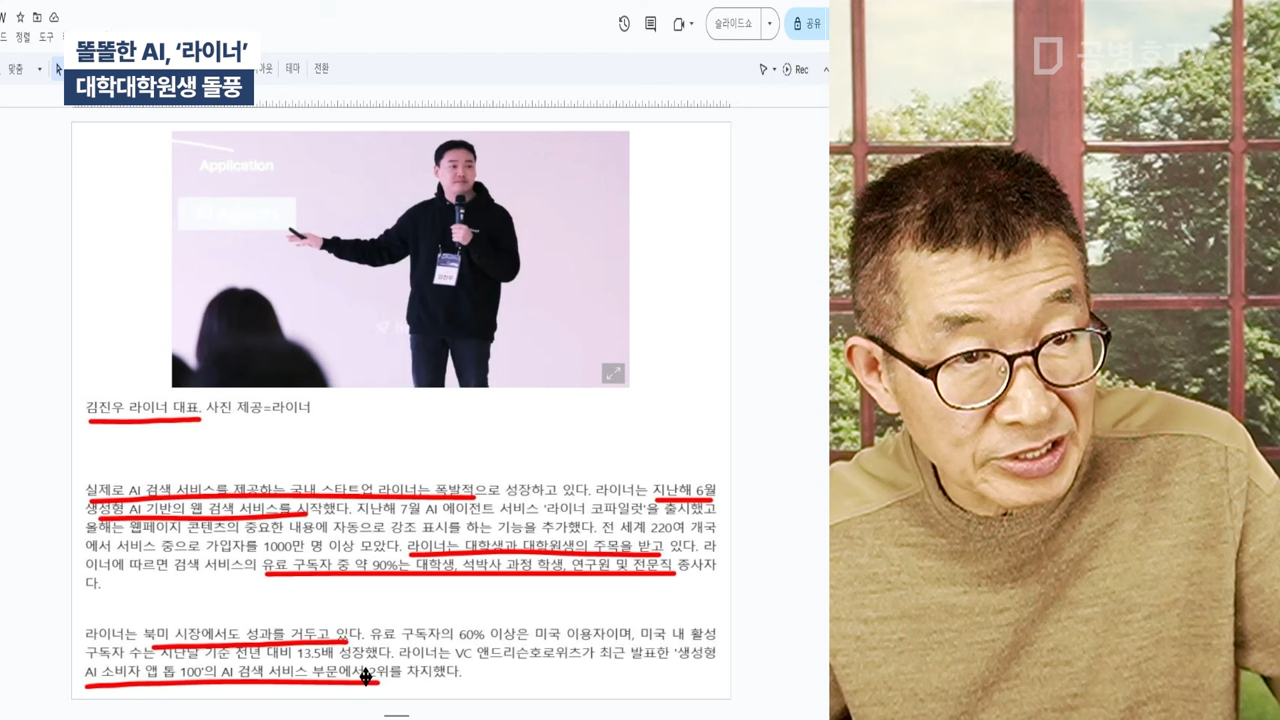 정렬 도구
맞춤
똘똘한 AI, ‘라이너’
대학대학원생 돌풍
테마
전환
슬라이드쇼
공유
Rec
공병호TV
Application
김진우 라이너 대표. 사진 제공=라이너
실제로 AI 검색 서비스를 제공하는 국내 스타트업 라이너는 폭발적으로 성장하고 있다. 라이너는 지난해 6월
생성형 AI 기반의 웹 검색 서비스를 시작했다. 지난해 7월 AI 에이전트 서비스 '라이너 코파일럿'을 출시했고
올해는 웹페이지 콘텐츠의 중요한 내용에 자동으로 강조 표시를 하는 기능을 추가했다. 전 세계 220여 개국
에서 서비스 중으로 가입자를 1000만 명 이상 모았다. 라이너는 대학생과 대학원생의 주목을 받고 있다. 라
이너에 따르면 검색 서비스의 유료 구독자 중 약 90%는 대학생, 석박사 과정 학생, 연구원 및 전문직 종사자
다.
라이너는 북미 시장에서도 성과를 거두고 있다. 유료 구독자의 60% 이상은 미국 이용자이며, 미국 내 활성
구독자 수는 지난달 기준 전년 대비 13.5배 성장했다. 라이너는 VC 앤드리슨호로위츠가 최근 발표한 '생성형
AI 소비자 앱 톱 100'의 AI 검색 서비스 부문에서 2위를 차지했다.